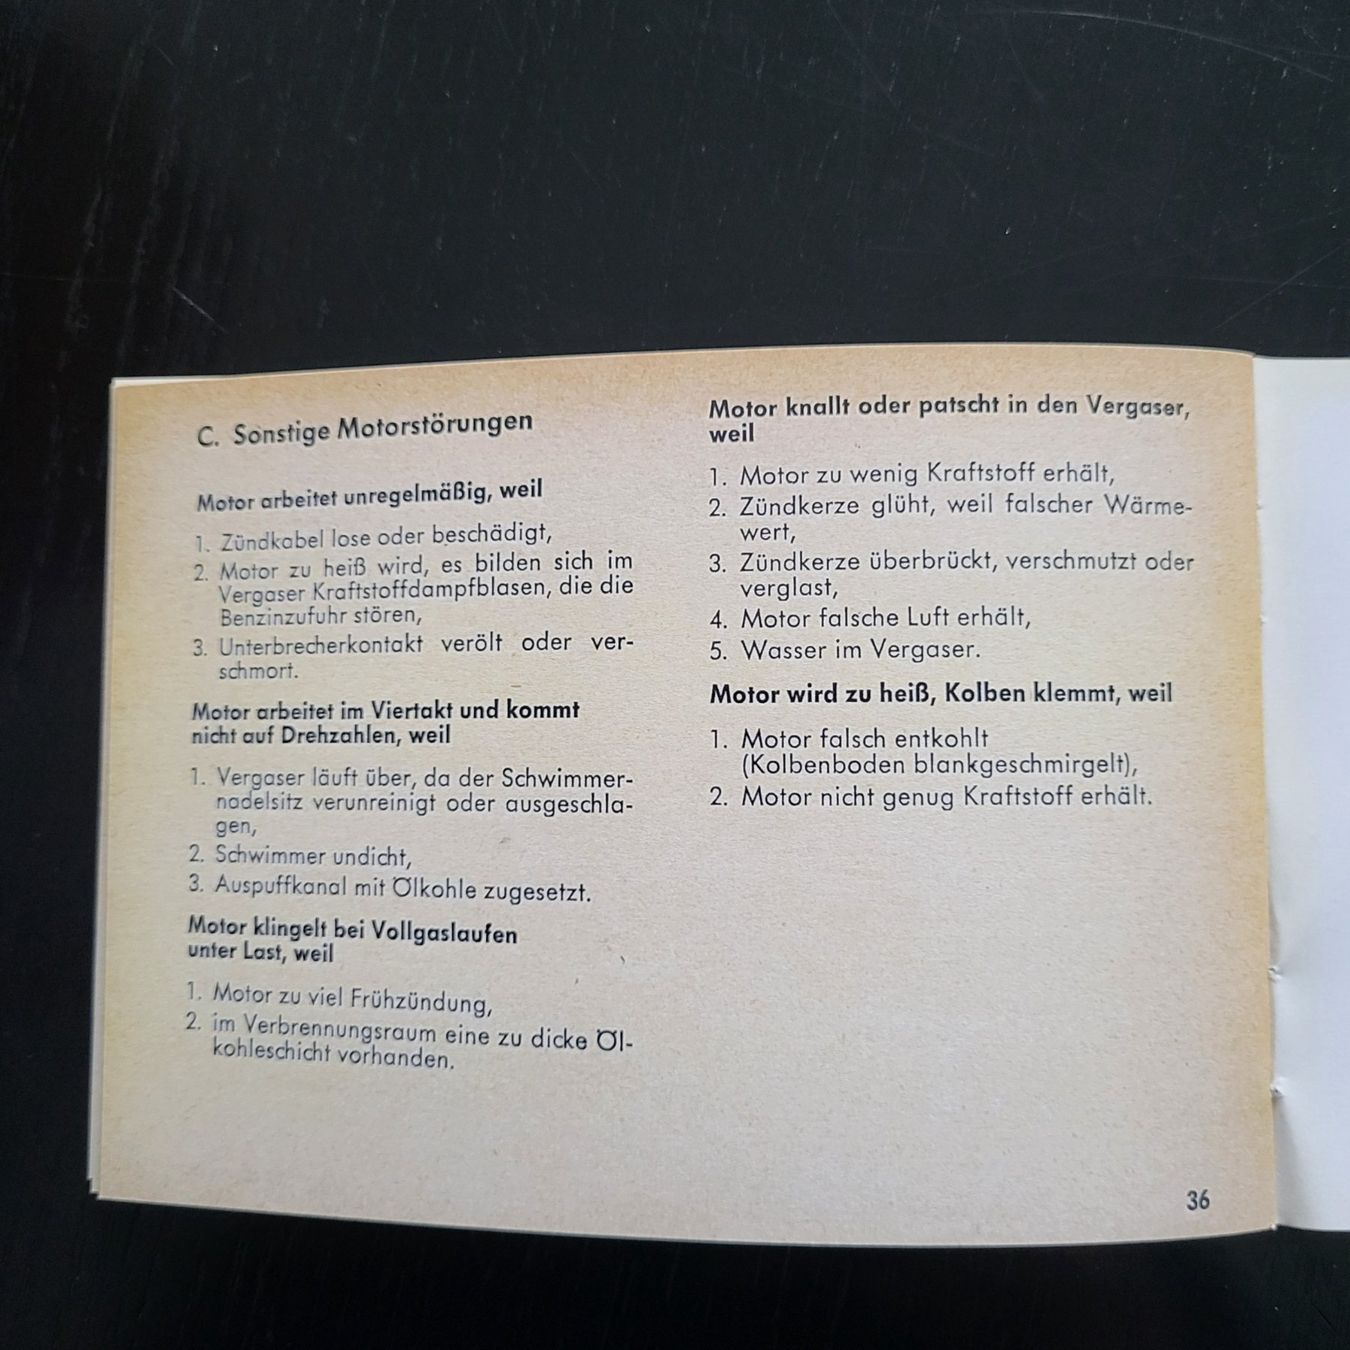 C. Sonstige Motorstörungen
Motor arbeitet unregelmäßig, weil
1. Zündkabel lose oder beschädigt,
2. Motor zu heiß wird, es bilden sich im
Vergaser Kraftstoffdampfblasen, die die
Benzinzufuhr stören,
3. Unterbrecherkontakt verölt oder ver-
schmort.
Motor arbeitet im Viertakt und kommt
nicht auf Drehzahlen, weil
1. Vergaser läuft über, da der Schwimmer-
nadelsitz verunreinigt oder ausgeschla-
gen,
2. Schwimmer undicht,
3. Auspuffkanal mit Ölkohle zugesetzt.
Motor klingelt bei Vollgaslaufen
unter Last, weil
1. Motor zu viel Frühzündung,
2. im Verbrennungsraum eine zu dicke Öl-
kohleschicht vorhanden.
Motor knallt oder patscht in den Vergaser,
weil
1. Motor zu wenig Kraftstoff erhält,
2. Zündkerze glüht, weil falscher Wärme-
wert,
3. Zündkerze überbrückt, verschmutzt oder
verglast,
4. Motor falsche Luft erhält,
5. Wasser im Vergaser.
Motor wird zu heiß, Kolben klemmt, weil
1. Motor falsch entkohlt
(Kolbenboden blankgeschmirgelt),
2. Motor nicht genug Kraftstoff erhält.
36